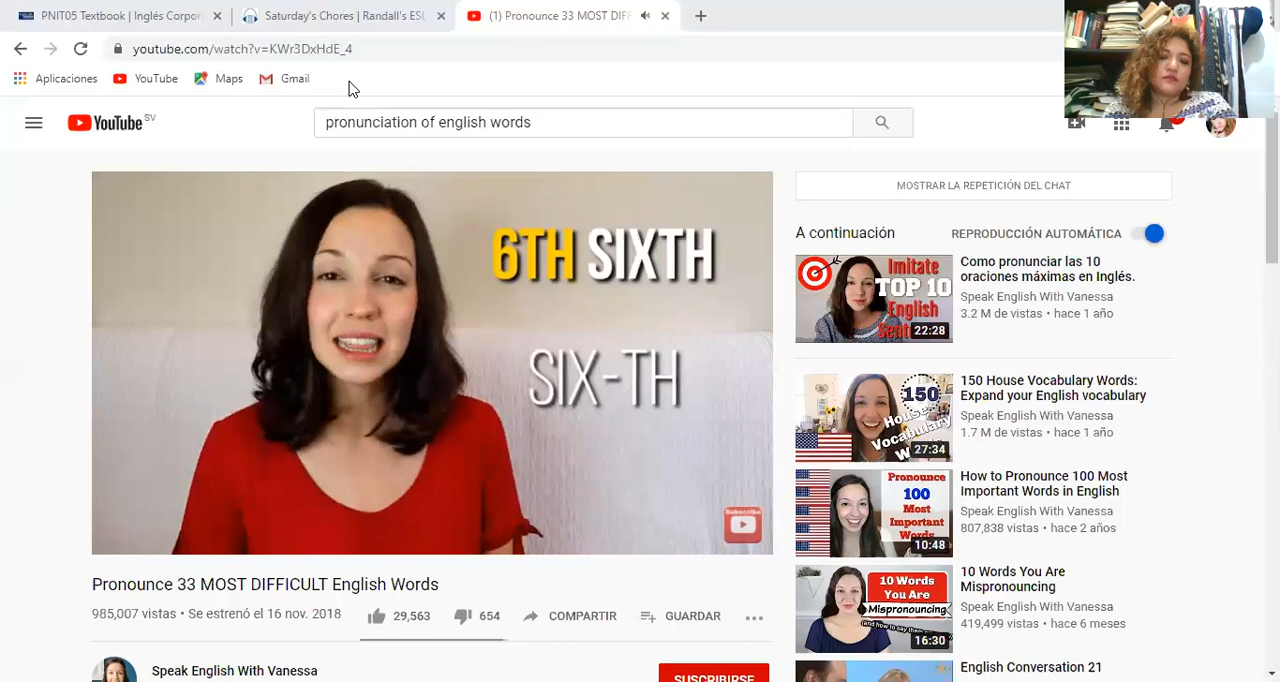 PNIT05 Textbook | Inglés Corpor
Saturday's Chores | Randall's ESL
(1) Pronounce 33 MOST DIFF
youtube.com/watch?v=KWr3DxHdE_4
Aplicaciones YouTube Maps Gmail
YouTube SV
pronunciation of english words
6TH SIXTH
SIX-TH
Subscribe
Pronounce 33 MOST DIFFICULT English Words
985,007 vistas • Se estrenó el 16 nov. 2018
29,563 654 COMPARTIR GUARDAR
Speak English With Vanessa
SUSCRIBIRSE
MOSTRAR LA REPETICIÓN DEL CHAT
A continuación REPRODUCCIÓN AUTOMÁTICA
Imitate
TOP 10
English
22:28
Como pronunciar las 10
oraciones máximas en Inglés.
Speak English With Vanessa
3.2 M de vistas • hace 1 año
150
House
Vocabulary
27:34
150 House Vocabulary Words:
Expand your English vocabulary
Speak English With Vanessa
1.7 M de vistas • hace 1 año
Pronounce
100
Most
Important
Words
10:48
How to Pronounce 100 Most
Important Words in English
Speak English With Vanessa
807,838 vistas • hace 2 años
10 Words
You Are
Mispronouncing
(and how to say them
16:30
10 Words You Are
Mispronouncing
Speak English With Vanessa
419,499 vistas • hace 6 meses
English Conversation 21